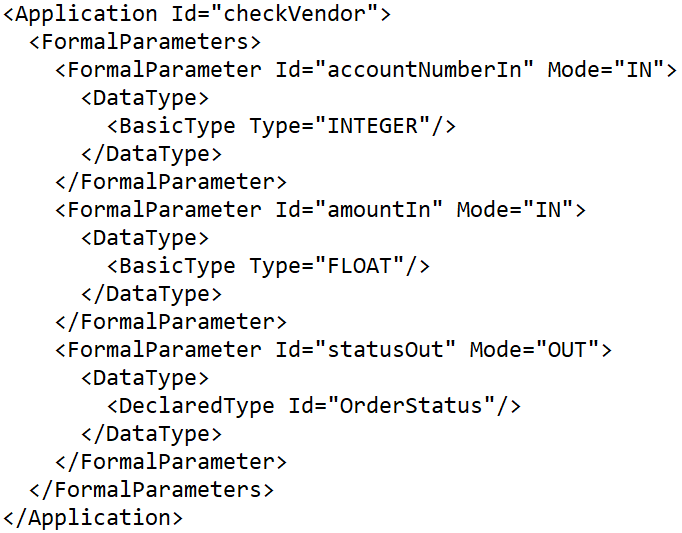 <Application Id="checkVendor">
  <FormalParameters>
    <FormalParameter Id="accountNumberIn" Mode="IN">
      <DataType>
        <BasicType Type="INTEGER"/>
      </DataType>
    </FormalParameter>
    <FormalParameter Id="amountIn" Mode="IN">
      <DataType>
        <BasicType Type="FLOAT"/>
      </DataType>
    </FormalParameter>
    <FormalParameter Id="statusOut" Mode="OUT">
      <DataType>
        <DeclaredType Id="OrderStatus"/>
      </DataType>
    </FormalParameter>
  </FormalParameters>
</Application>